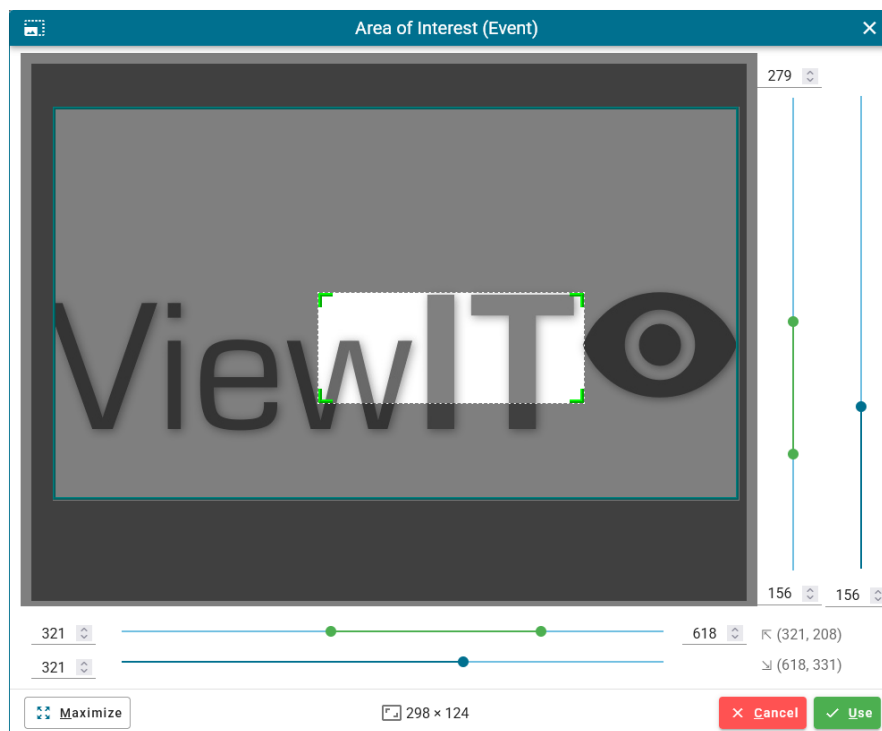 Area of Interest (Event)
279
ViewIT
156
156
321
618
(321, 208)
321
(618, 331)
Maximize
298 × 124
Cancel
Use